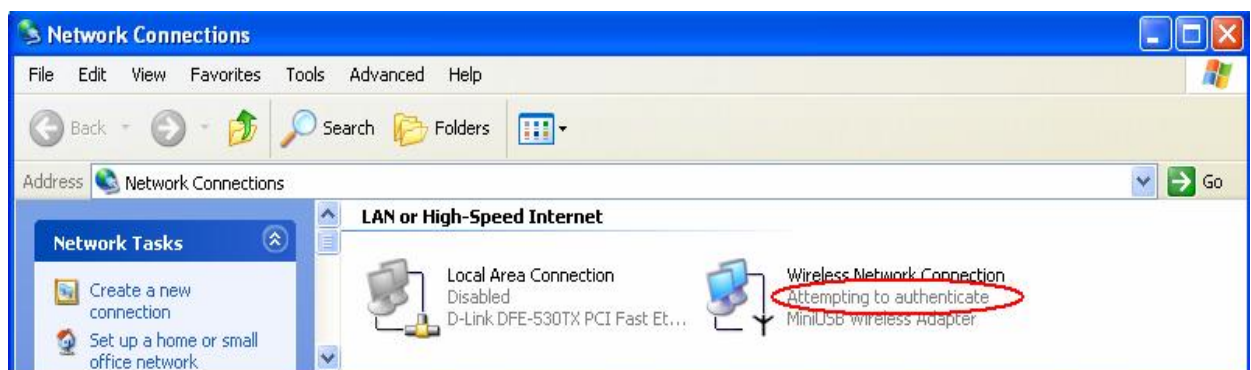 Network Connections
File Edit View Favorites Tools Advanced Help
Back Search Folders
Address Network Connections Go
Network Tasks
Create a new
connection
Set up a home or small
office network
LAN or High-Speed Internet
Local Area Connection
Disabled
D-Link DFE-530TX PCI Fast Et...
Wireless Network Connection
Attempting to authenticate
MiniUSB Wireless Adapter